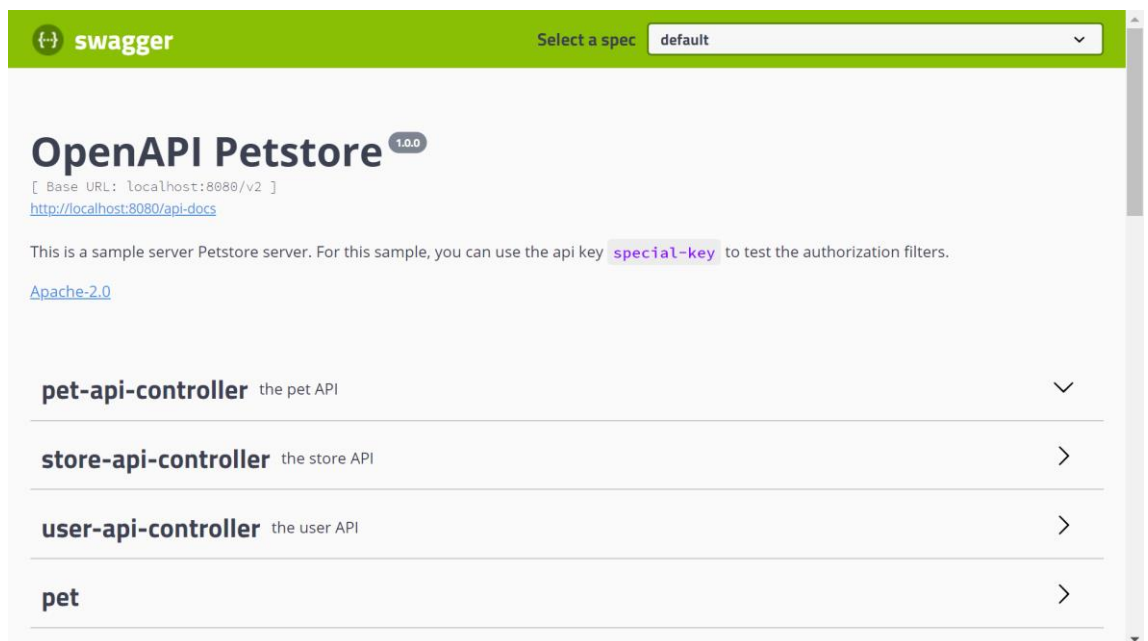 swagger
Select a spec default
OpenAPI Petstore 1.0.0
[ Base URL: localhost:8080/v2 ]
http://localhost:8080/api-docs
This is a sample server Petstore server. For this sample, you can use the api key special-key to test the authorization filters.
Apache-2.0
pet-api-controller the pet API
store-api-controller the store API
user-api-controller the user API
pet